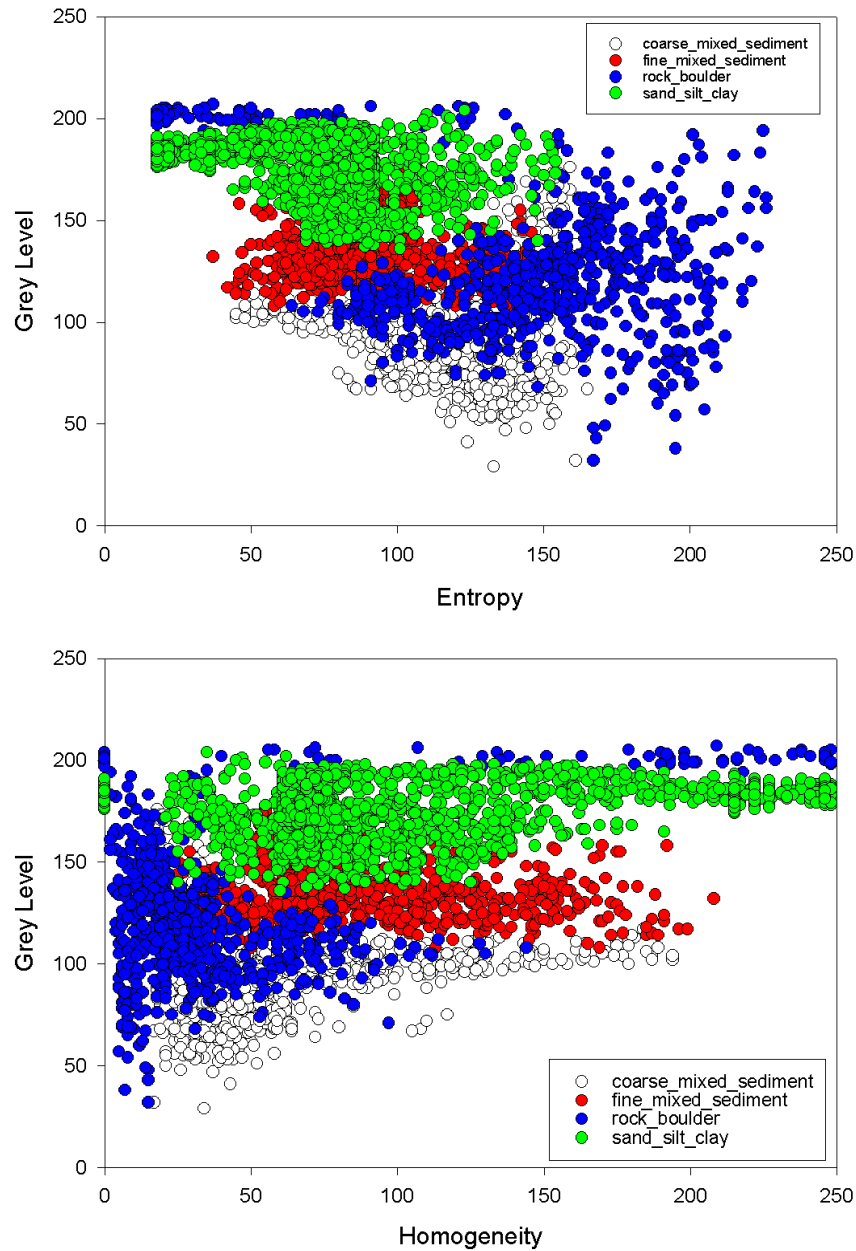 250
200
150
100
50
0
Grey Level
coarse_mixed_sediment
fine_mixed_sediment
rock_boulder
sand_silt_clay
0 50 100 150 200 250
Entropy
250
200
150
100
50
0
Grey Level
coarse_mixed_sediment
fine_mixed_sediment
rock_boulder
sand_silt_clay
0 50 100 150 200 250
Homogeneity